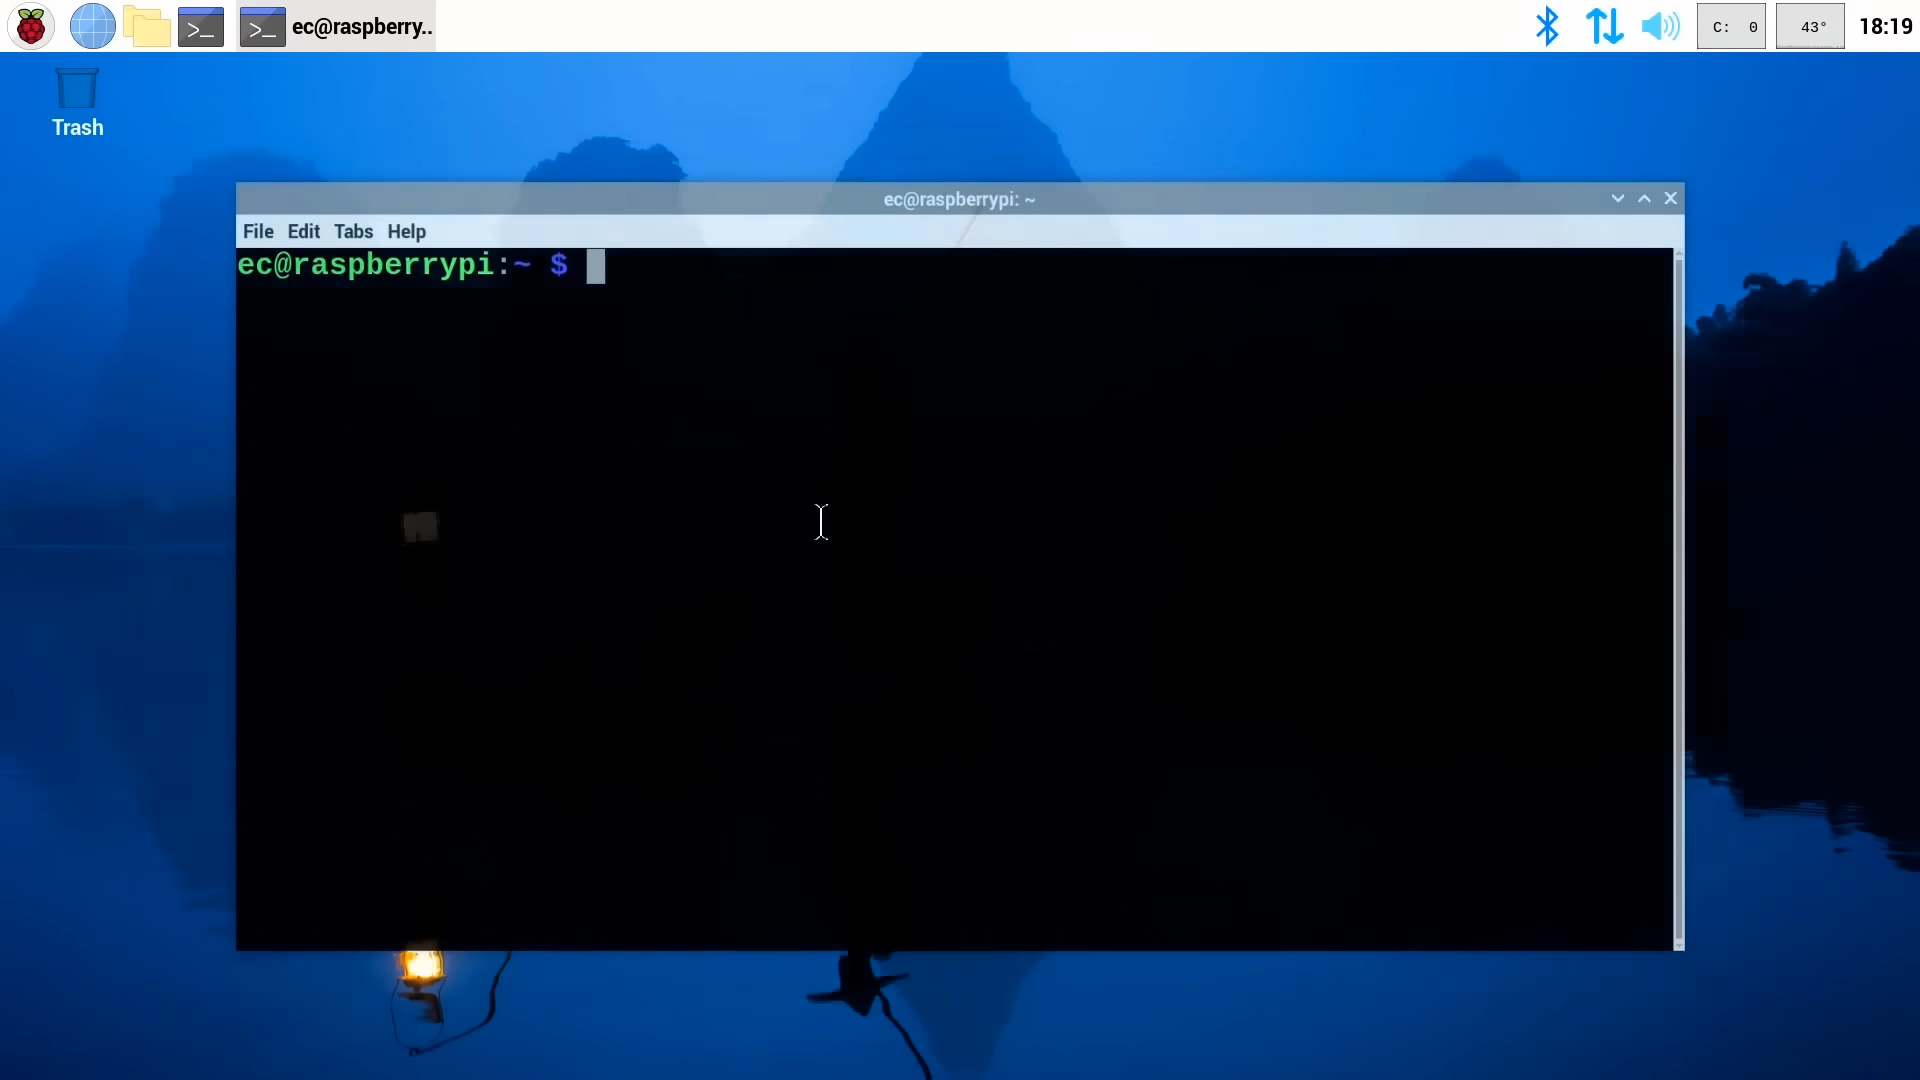 ec@raspberry..
C: 0
43°
18:19
Trash
ec@raspberrypi: ~
File Edit Tabs Help
ec@raspberrypi:~ $